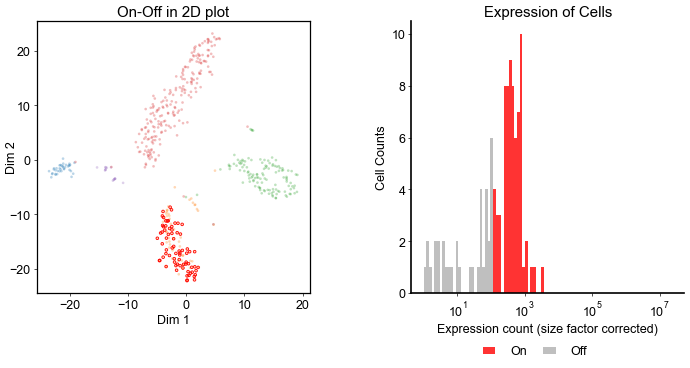 On-Off in 2D plot
Dim 2
20
10
0
−10
−20
−20 −10 0 10 20
Dim 1
Expression of Cells
Cell Counts
10
8
6
4
2
0
10^1 10^3 10^5 10^7
Expression count (size factor corrected)
On Off